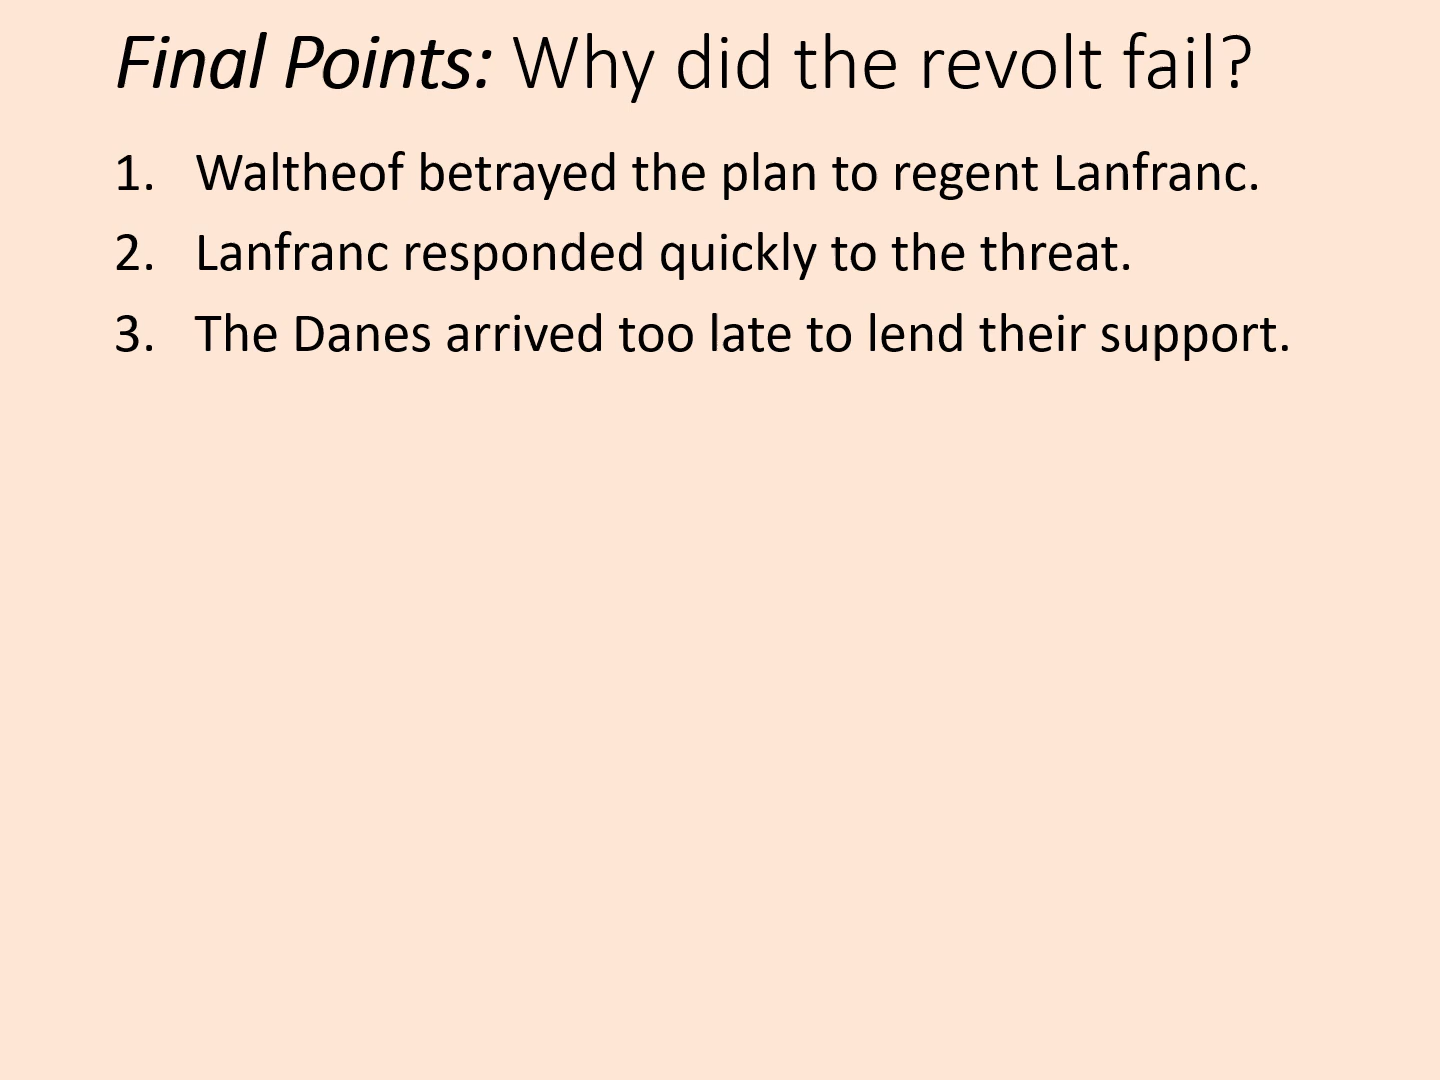 Final Points: Why did the revolt fail?
1. Waltheof betrayed the plan to regent Lanfranc.
2. Lanfranc responded quickly to the threat.
3. The Danes arrived too late to lend their support.